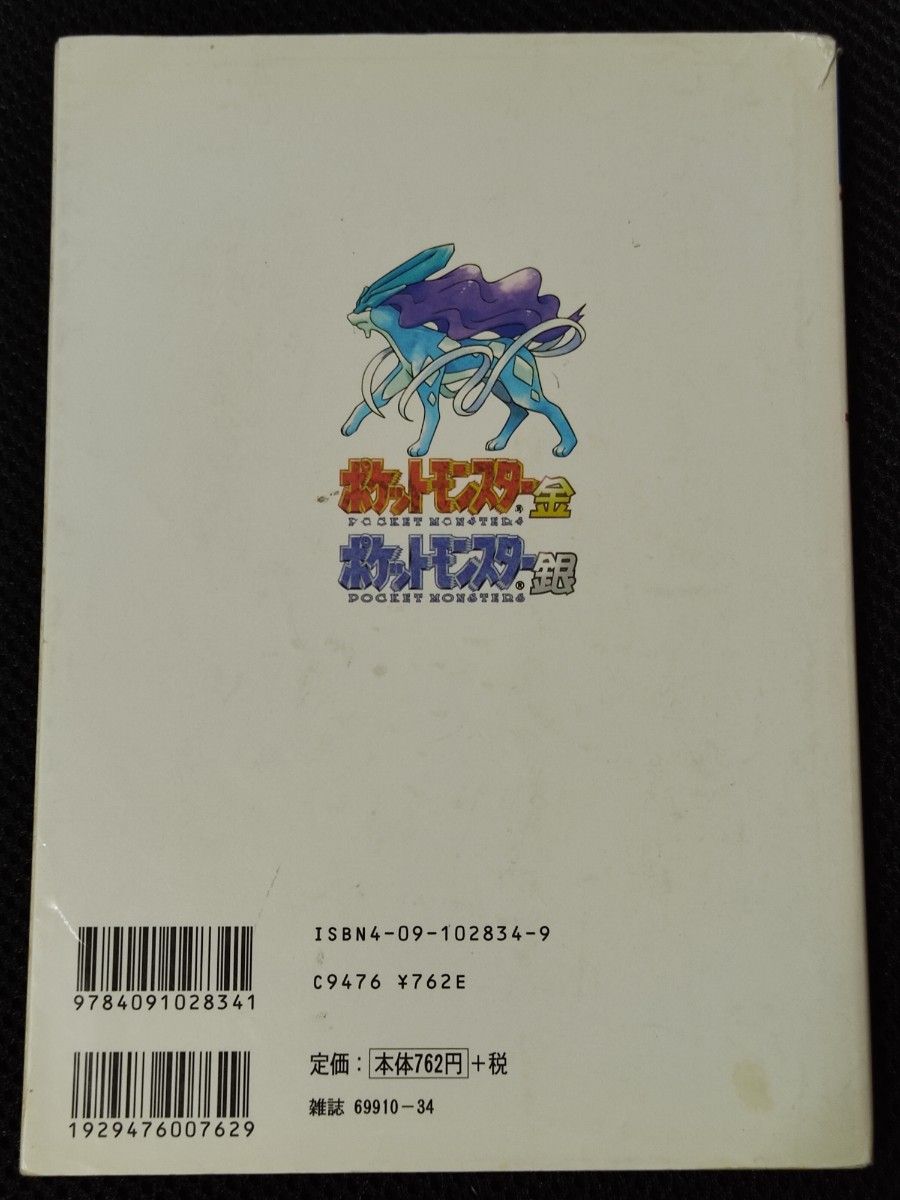 ポケットモンスター金
POCKET MONSTERS
ポケットモンスター銀
POCKET MONSTERS
ISBN4-09-102834-9
C9476 ¥762E
9784091028341
定価:本体762円+税
雑誌 69910-34
1929476007629